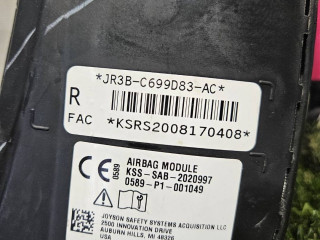 *JR3B-C699D83-AC*
R
FAC *KSRS2008170408*
CE 0589
AIRBAG MODULE
KSS-SAB-2020997
0589-P1-001049
JOYSON SAFETY SYSTEMS ACQUISITION LLC
2500 INNOVATION DRIVE
AUBURN HILLS, MI 48326